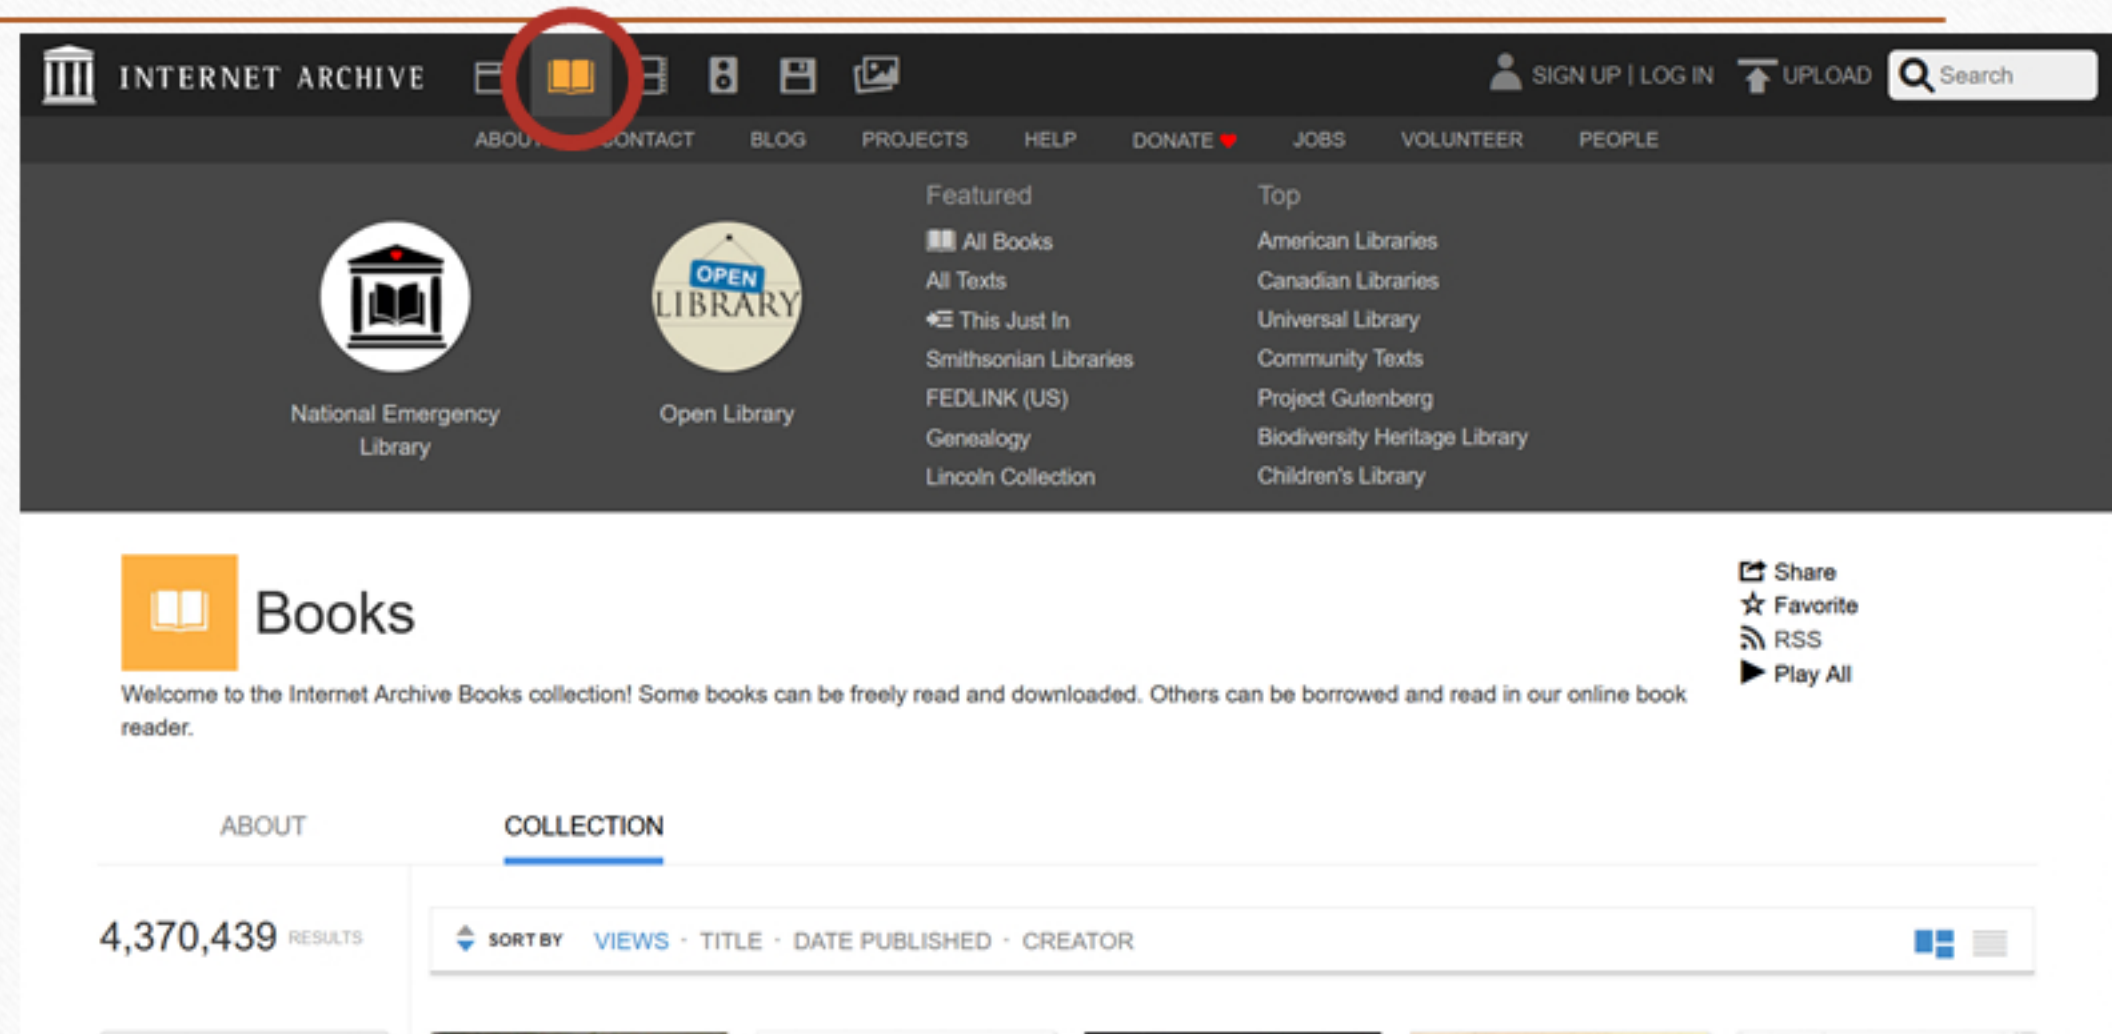 INTERNET ARCHIVE
SIGN UP | LOG IN
UPLOAD
Search
ABOUT
CONTACT
BLOG
PROJECTS
HELP
DONATE
JOBS
VOLUNTEER
PEOPLE
OPEN
LIBRARY
National Emergency
Library
Open Library
Featured
All Books
All Texts
This Just In
Smithsonian Libraries
FEDLINK (US)
Genealogy
Lincoln Collection
Top
American Libraries
Canadian Libraries
Universal Library
Community Texts
Project Gutenberg
Biodiversity Heritage Library
Children's Library
Books
Welcome to the Internet Archive Books collection! Some books can be freely read and downloaded. Others can be borrowed and read in our online book
reader.
Share
Favorite
RSS
Play All
ABOUT
COLLECTION
4,370,439 RESULTS
SORT BY VIEWS · TITLE · DATE PUBLISHED · CREATOR